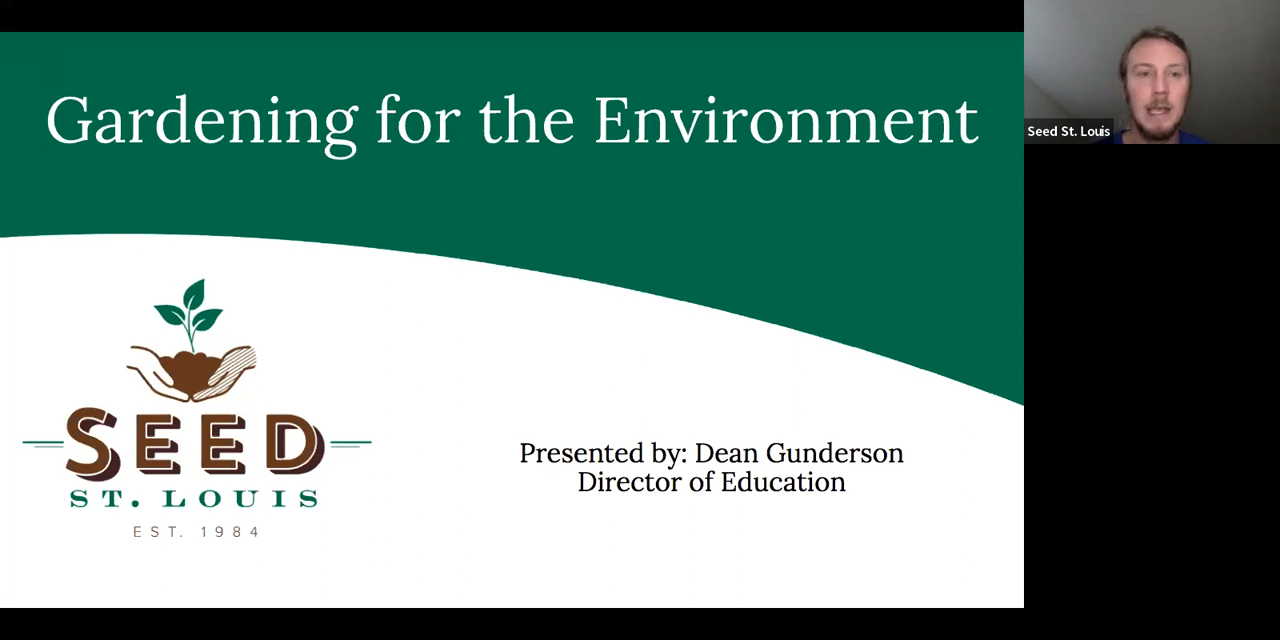 Gardening for the Environment
Seed St. Louis
SEED
ST. LOUIS
EST. 1984
Presented by: Dean Gunderson
Director of Education